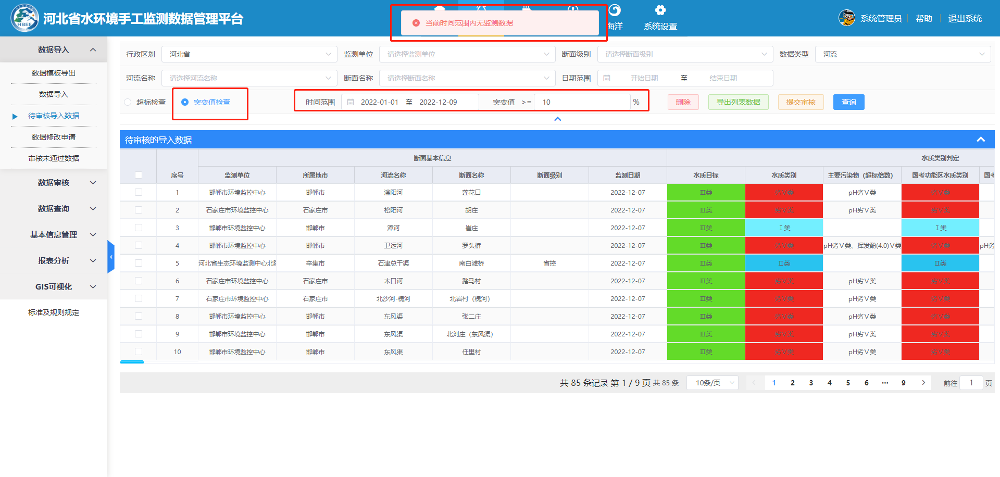 HBEE
河北省水环境手工监测数据管理平台
当前时间范围内无监测数据
海洋
系统设置
系统管理员
帮助
退出系统
数据导入
数据模板导出
数据导入
待审核导入数据
数据修改申请
审核未通过数据
数据审核
数据查询
基本信息管理
报表分析
GIS可视化
标准及规则规定
行政区划 河北省 监测单位 请选择监测单位 断面级别 请选择断面级别 数据类型 河流
河流名称 请选择河流名称 断面名称 请选择断面名称 日期范围 开始日期 至 结束日期
超标检查 突变值检查 时间范围 2022-01-01 至 2022-12-09 突变值 >= 10 % 删除 导出列表数据 提交审核 查询
待审核的导入数据
断面基本信息 水质类别判定
序号 监测单位 所属地市 河流名称 断面名称 断面级别 监测日期 水质目标 水质类别 主要污染物（超标倍数） 国考功能区水质类别 国考
1 邯郸市环境监控中心 邯郸市 滏阳河 莲花口 2022-12-07 Ⅲ类 劣Ⅴ类 pH劣Ⅴ类 劣Ⅴ类
2 石家庄市环境监控中心 石家庄市 松阳河 胡庄 2022-12-07 Ⅲ类 劣Ⅴ类 pH劣Ⅴ类 劣Ⅴ类
3 邯郸市环境监控中心 邯郸市 漳河 崔庄 2022-12-07 Ⅲ类 Ⅰ类 Ⅰ类
4 邯郸市环境监控中心 邯郸市 卫运河 罗头桥 2022-12-07 Ⅲ类 劣Ⅴ类 pH劣Ⅴ类、挥发酚(4.0)Ⅴ类 劣Ⅴ类 pH劣
5 河北省生态环境监测中心北院 辛集市 石津总干渠 南白滩桥 省控 2022-12-07 Ⅲ类 Ⅱ类 Ⅱ类
6 石家庄市环境监控中心 石家庄市 木口河 踏马村 2022-12-07 Ⅲ类 劣Ⅴ类 pH劣Ⅴ类 劣Ⅴ类
7 石家庄市环境监控中心 石家庄市 北沙河-槐河 北岩村（槐河） 2022-12-07 Ⅲ类 劣Ⅴ类 pH劣Ⅴ类 劣Ⅴ类
8 邯郸市环境监控中心 邯郸市 东风渠 张二庄 2022-12-07 Ⅲ类 劣Ⅴ类 pH劣Ⅴ类 劣Ⅴ类
9 邯郸市环境监控中心 邯郸市 东风渠 北刘庄（东风渠） 2022-12-07 Ⅲ类 劣Ⅴ类 pH劣Ⅴ类 劣Ⅴ类
10 邯郸市环境监控中心 邯郸市 东风渠 任里村 2022-12-07 Ⅲ类 劣Ⅴ类 pH劣Ⅴ类 劣Ⅴ类
共 85 条记录 第 1 / 9 页 共 85 条 10条/页 1 2 3 4 5 6 ··· 9 前往 1 页